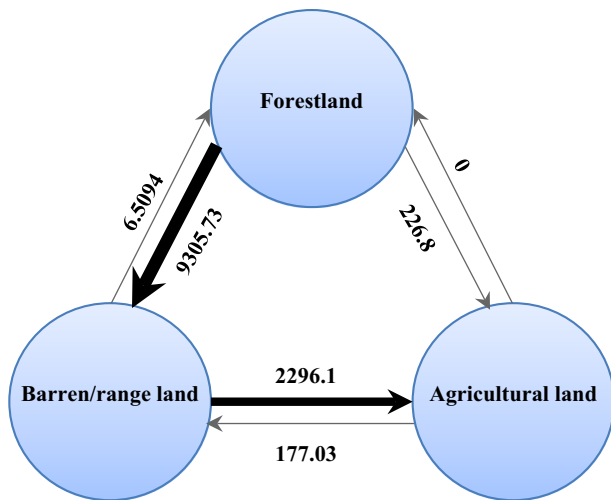 Forestland
6.5094
9305.73
226.8
0
Barren/range land
2296.1
Agricultural land
177.03